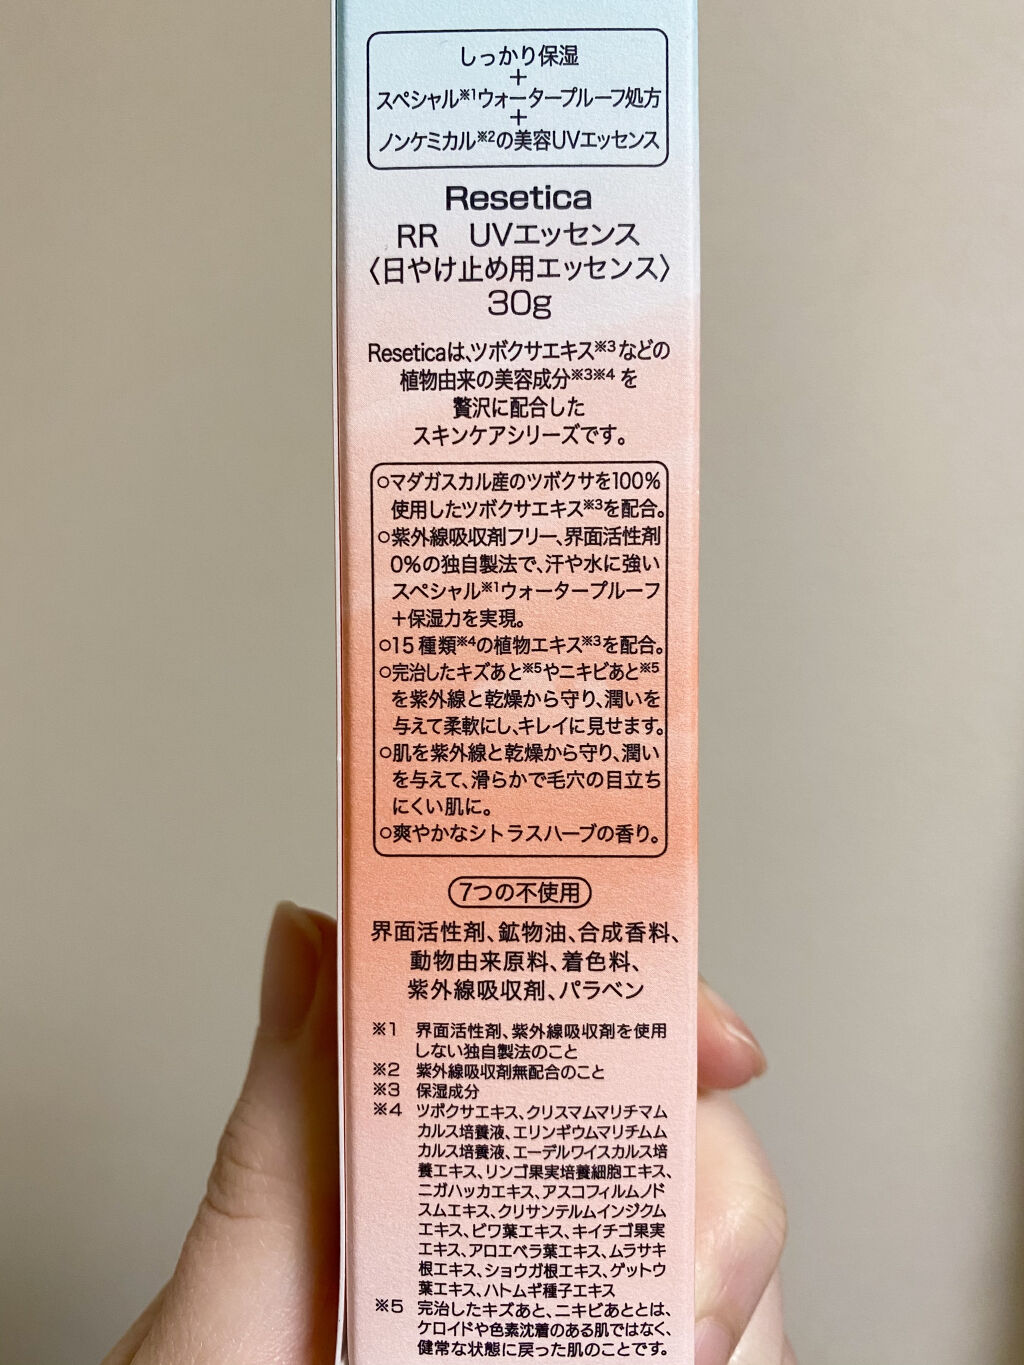 しっかり保湿
＋
スペシャル※1ウォータープルーフ処方
＋
ノンケミカル※2の美容UVエッセンス
Resetica
RR　UVエッセンス
〈日やけ止め用エッセンス〉
30g
Reseticaは、ツボクサエキス※3などの
植物由来の美容成分※3※4 を
贅沢に配合した
スキンケアシリーズです。
○マダガスカル産のツボクサを100%
使用したツボクサエキス※3を配合。
○紫外線吸収剤フリー、界面活性剤
0%の独自製法で、汗や水に強い
スペシャル※1ウォータープルーフ
＋保湿力を実現。
○15種類※4の植物エキス※3を配合。
○完治したキズあと※5やニキビあと※5
を紫外線と乾燥から守り、潤いを
与えて柔軟にし、キレイに見せます。
○肌を紫外線と乾燥から守り、潤い
を与えて、滑らかで毛穴の目立ち
にくい肌に。
○爽やかなシトラスハーブの香り。
7つの不使用
界面活性剤、鉱物油、合成香料、
動物由来原料、着色料、
紫外線吸収剤、パラベン
※1　界面活性剤、紫外線吸収剤を使用
しない独自製法のこと
※2　紫外線吸収剤無配合のこと
※3　保湿成分
※4　ツボクサエキス、クリスマムマリチマム
カルス培養液、エリンギウムマリチムム
カルス培養液、エーデルワイスカルス培
養エキス、リンゴ果実培養細胞エキス、
ニガハッカエキス、アスコフィルムノド
スムエキス、クリサンテルムインジクム
エキス、ビワ葉エキス、キイチゴ果実
エキス、アロエベラ葉エキス、ムラサキ
根エキス、ショウガ根エキス、ゲットウ
葉エキス、ハトムギ種子エキス
※5　完治したキズあと、ニキビあととは、
ケロイドや色素沈着のある肌ではなく、
健常な状態に戻った肌のことです。